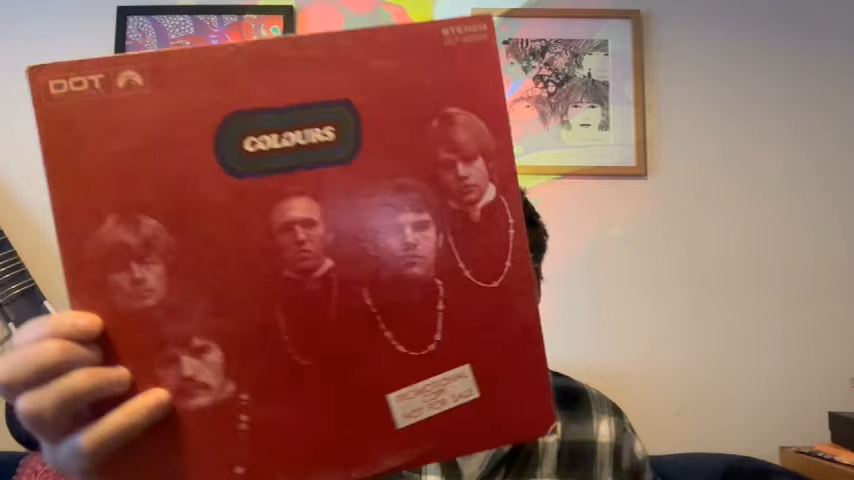 DOT
STEREO
COLOURS
PROMOTIONAL
COPY
NOT FOR SALE